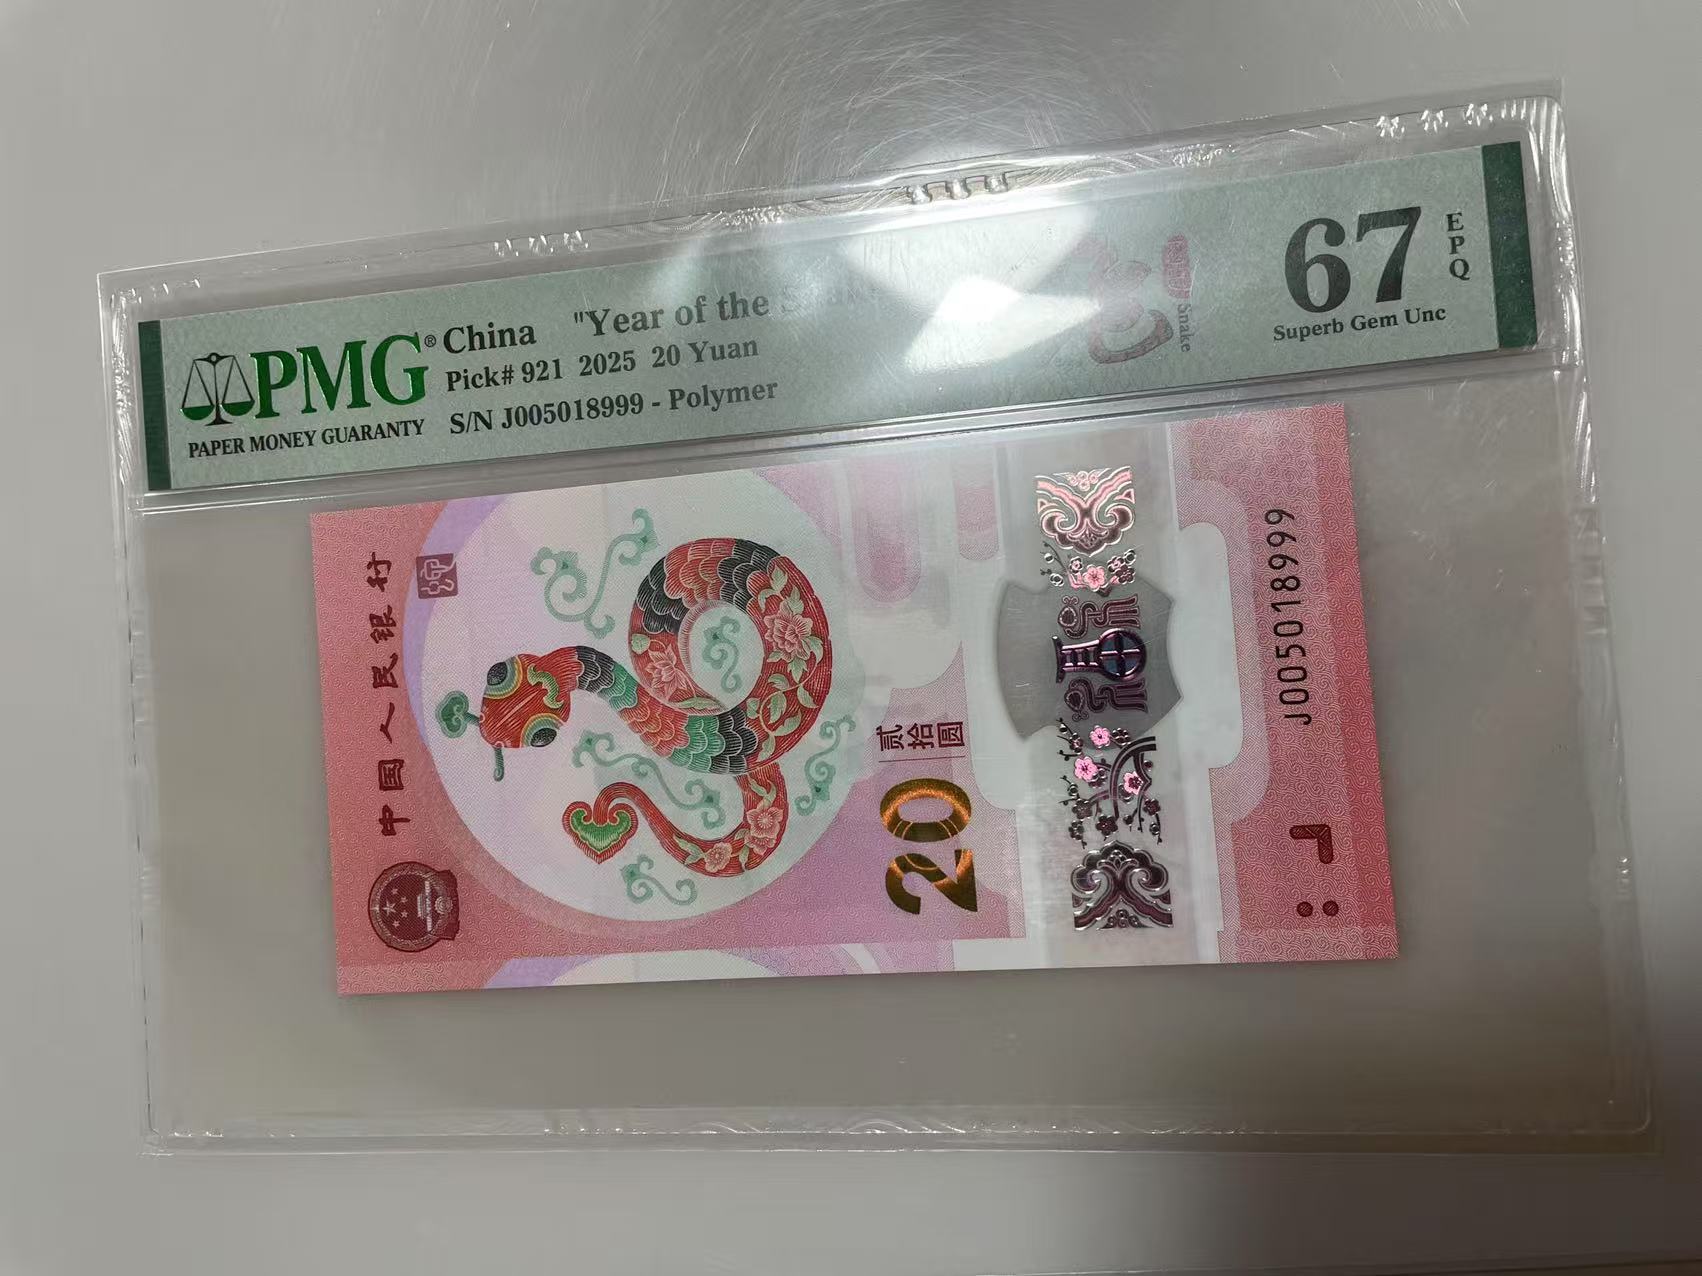 PMG® China "Year of the Snake
Pick# 921 2025 20 Yuan
PAPER MONEY GUARANTY S/N J005018999 - Polymer
Snake
67
EPQ
Superb Gem Unc
中国人民银行
贰拾圆
20
福
J005018999